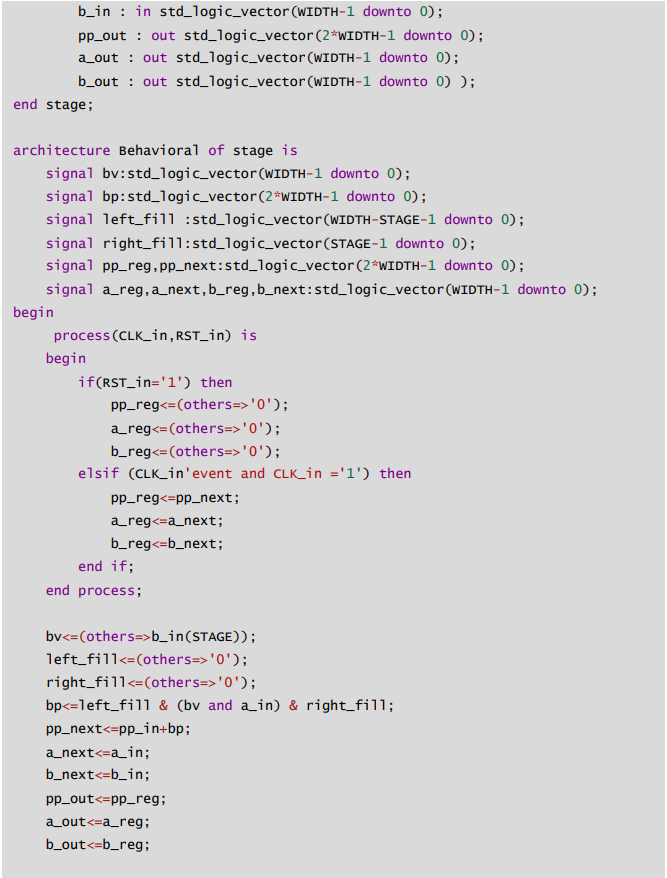 b_in : in std_logic_vector(WIDTH-1 downto 0);
pp_out : out std_logic_vector(2*WIDTH-1 downto 0);
a_out : out std_logic_vector(WIDTH-1 downto 0);
b_out : out std_logic_vector(WIDTH-1 downto 0) );
end stage;
architecture Behavioral of stage is
signal bv:std_logic_vector(WIDTH-1 downto 0);
signal bp:std_logic_vector(2*WIDTH-1 downto 0);
signal left_fill :std_logic_vector(WIDTH-STAGE-1 downto 0);
signal right_fill:std_logic_vector(STAGE-1 downto 0);
signal pp_reg,pp_next:std_logic_vector(2*WIDTH-1 downto 0);
signal a_reg,a_next,b_reg,b_next:std_logic_vector(WIDTH-1 downto 0);
begin
process(CLK_in,RST_in) is
begin
if(RST_in='1') then
pp_reg<=(others=>'0');
a_reg<=(others=>'0');
b_reg<=(others=>'0');
elsif (CLK_in'event and CLK_in ='1') then
pp_reg<=pp_next;
a_reg<=a_next;
b_reg<=b_next;
end if;
end process;
bv<=(others=>b_in(STAGE));
left_fill<=(others=>'0');
right_fill<=(others=>'0');
bp<=left_fill & (bv and a_in) & right_fill;
pp_next<=pp_in+bp;
a_next<=a_in;
b_next<=b_in;
pp_out<=pp_reg;
a_out<=a_reg;
b_out<=b_reg;